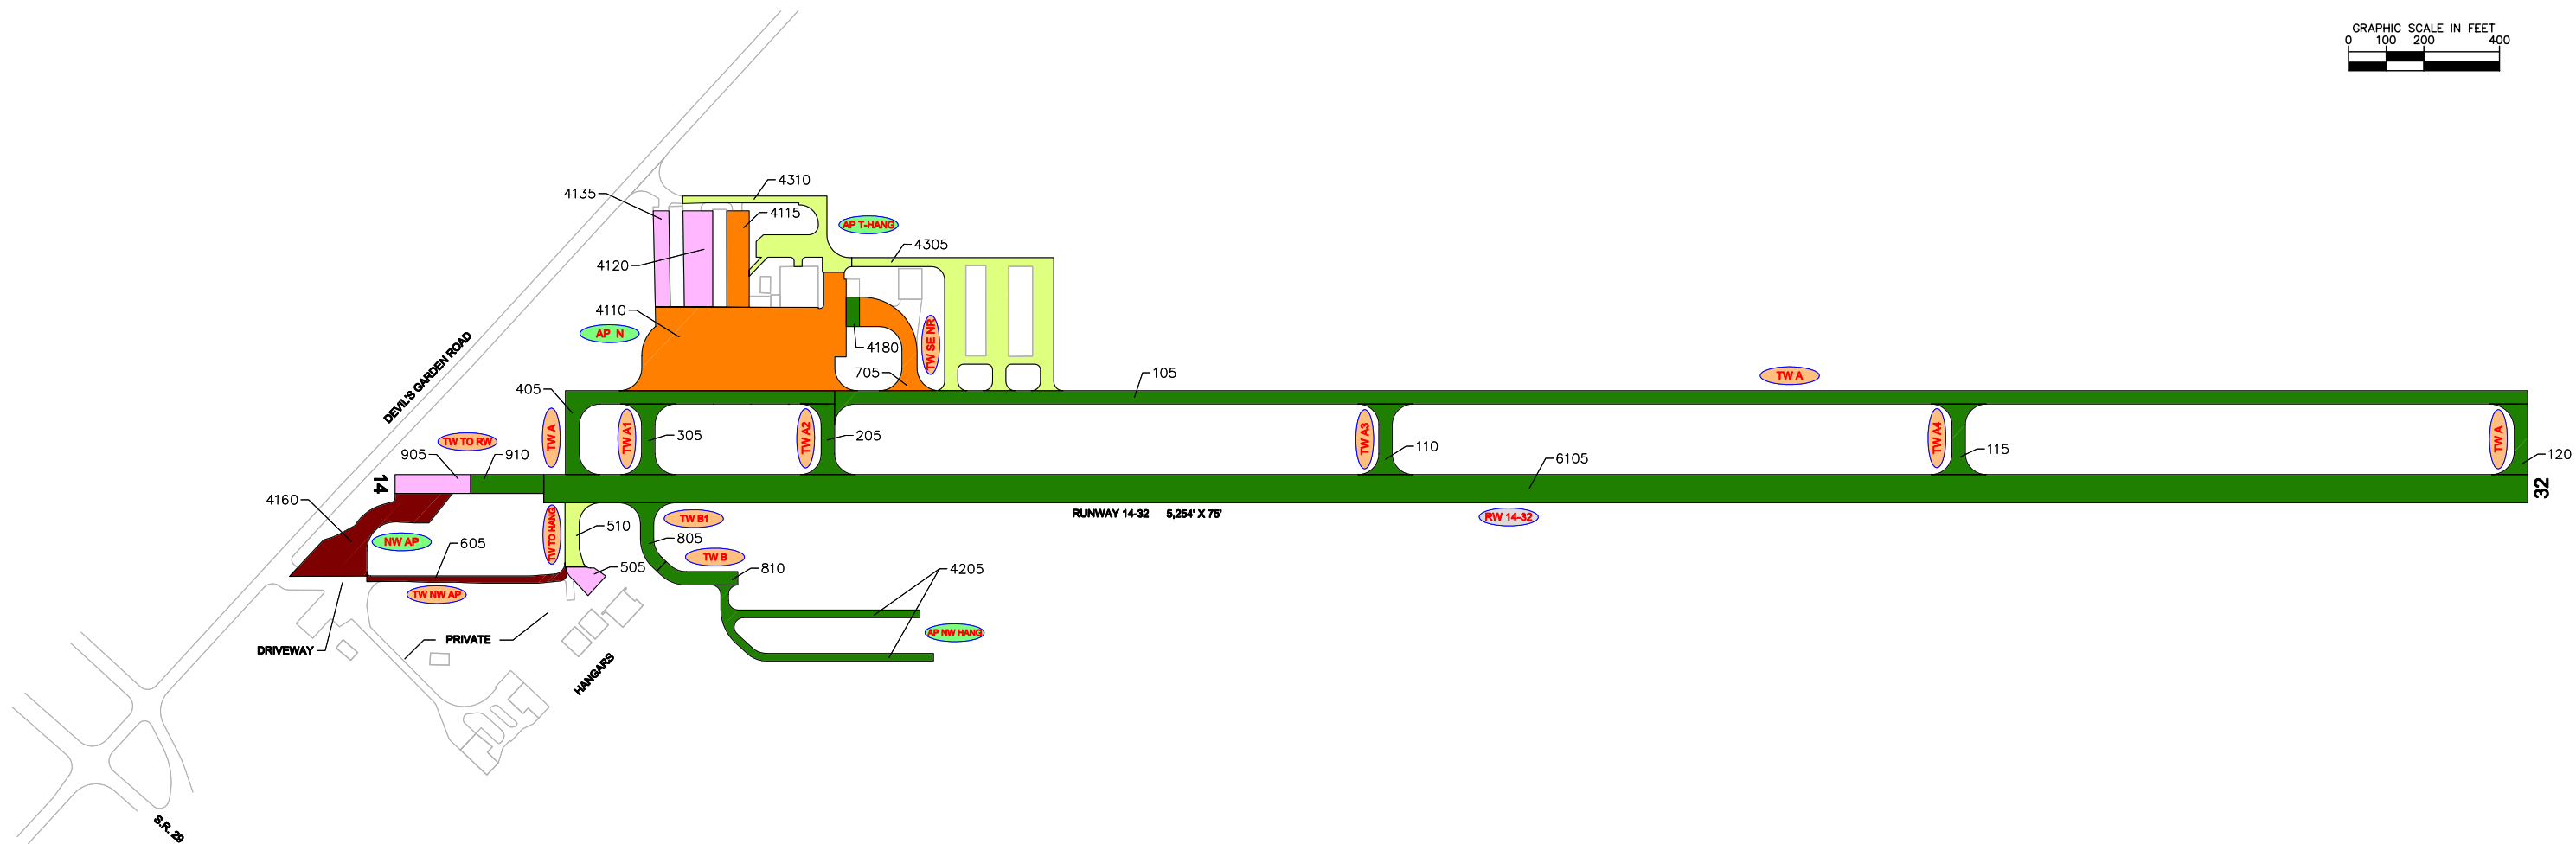 GRAPHIC SCALE IN FEET
0 100 200 400
4135
4310
4115
AP T-HANG
4305
4120
4110
AP N
4180
TW SE NR
705
105
TW A
DEVIL'S GARDEN ROAD
405
TW TO RW
TW A
TW A1
305
TW A2
205
TW A3
110
TW A4
115
TW A
120
905
910
14
6105
32
4160
RUNWAY 14-32 5,254' X 75'
RW 14-32
TW TO HANG
510
TW B1
805
NW AP
605
TW B
505
810
4205
TW NW AP
AP NW HANG
PRIVATE
DRIVEWAY
HANGARS
S.R. 29